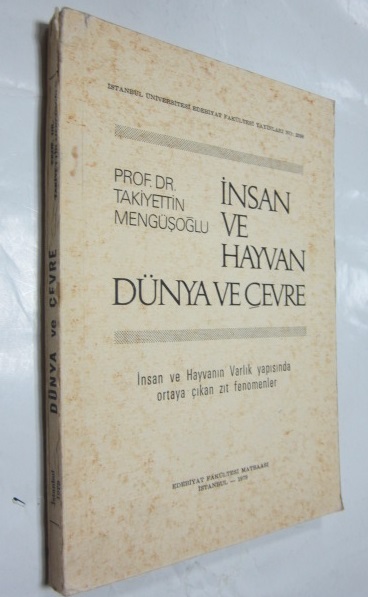 İSTANBUL ÜNİVERSİTESİ EDEBİYAT FAKÜLTESİ YAYINLARI NO:
PROF. DR.
TAKİYETTİN
MENGÜŞOĞLU
İNSAN
VE
HAYVAN
DÜNYA VE ÇEVRE
İnsan ve Hayvanın Varlık yapısında
ortaya çıkan zıt fenomenler
EDEBİYAT FAKÜLTESİ MATBAASI
İSTANBUL — 1979
DÜNYA ve ÇEVRE
İstanbul
1979